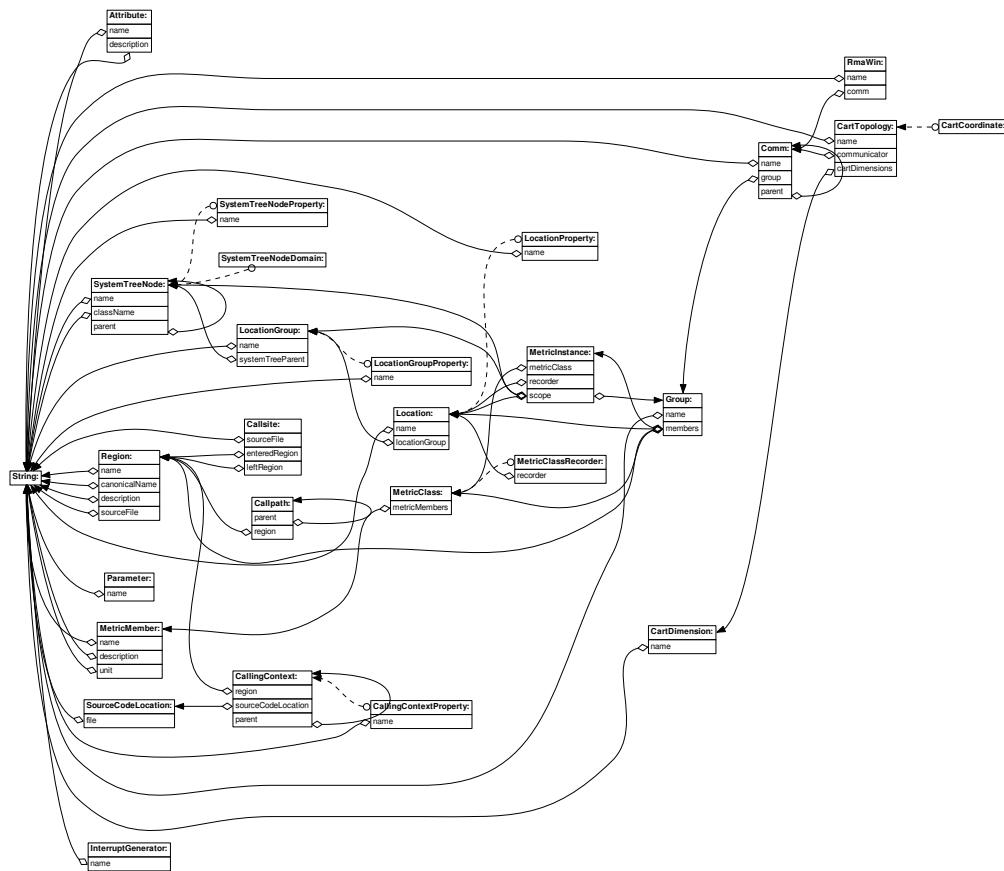 Attribute:
name
description
RmaWin:
name
comm
CartTopology:
name
communicator
cartDimensions
CartCoordinate:
Comm:
name
group
parent
SystemTreeNodeProperty:
name
LocationProperty:
name
SystemTreeNodeDomain:
SystemTreeNode:
name
className
parent
LocationGroup:
name
systemTreeParent
LocationGroupProperty:
name
MetricInstance:
metricClass
recorder
scope
Group:
name
members
Location:
name
locationGroup
Callsite:
sourceFile
enteredRegion
leftRegion
Region:
name
canonicalName
description
sourceFile
String:
MetricClassRecorder:
recorder
MetricClass:
metricMembers
Callpath:
parent
region
Parameter:
name
MetricMember:
name
description
unit
CartDimension:
name
CallingContext:
region
sourceCodeLocation
parent
CallingContextProperty:
name
SourceCodeLocation:
file
InterruptGenerator:
name